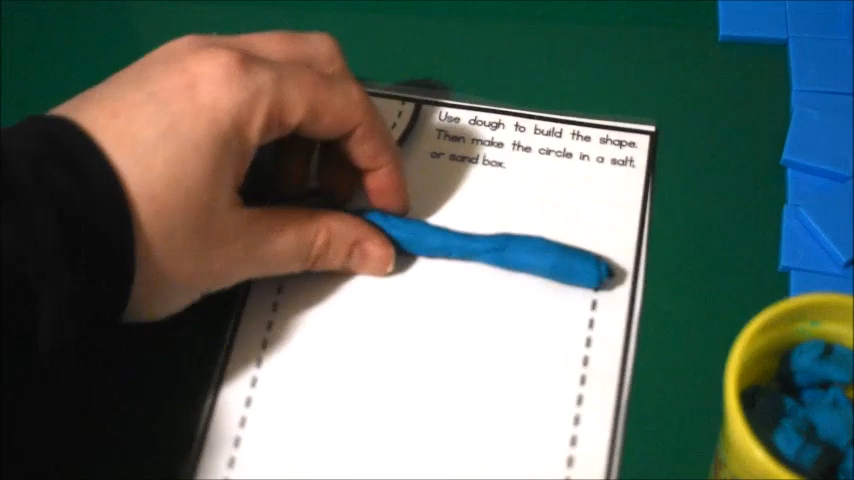 Use dough to build the shape.
Then make the circle in a salt,
or sand box.